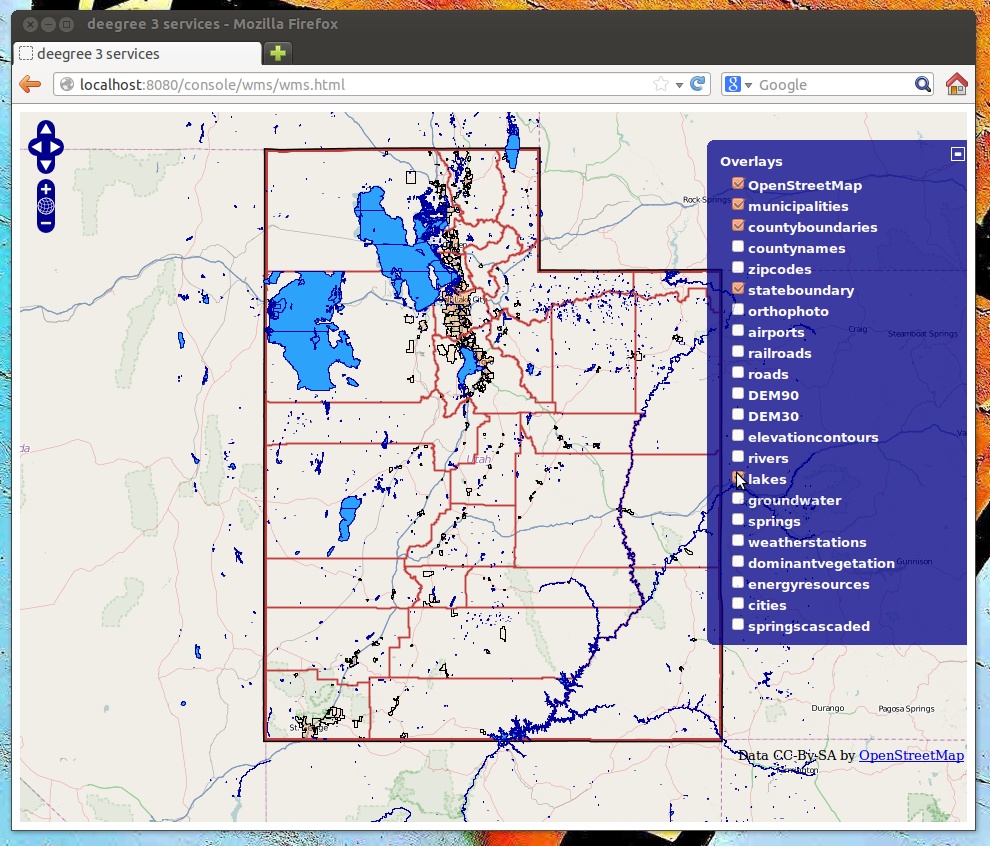 deegree 3 services - Mozilla Firefox
deegree 3 services
localhost:8080/console/wms/wms.html
Google
Overlays
OpenStreetMap
municipalities
countyboundaries
countynames
zipcodes
stateboundary
orthophoto
airports
railroads
roads
DEM90
DEM30
elevationcontours
rivers
lakes
groundwater
springs
weatherstations
dominantvegetation
energyresources
cities
springscascaded
Rock Springs
Craig
Steamboat Springs
Utah
Gunnison
Durango
Pagosa Springs
Data CC-By-SA by OpenStreetMap